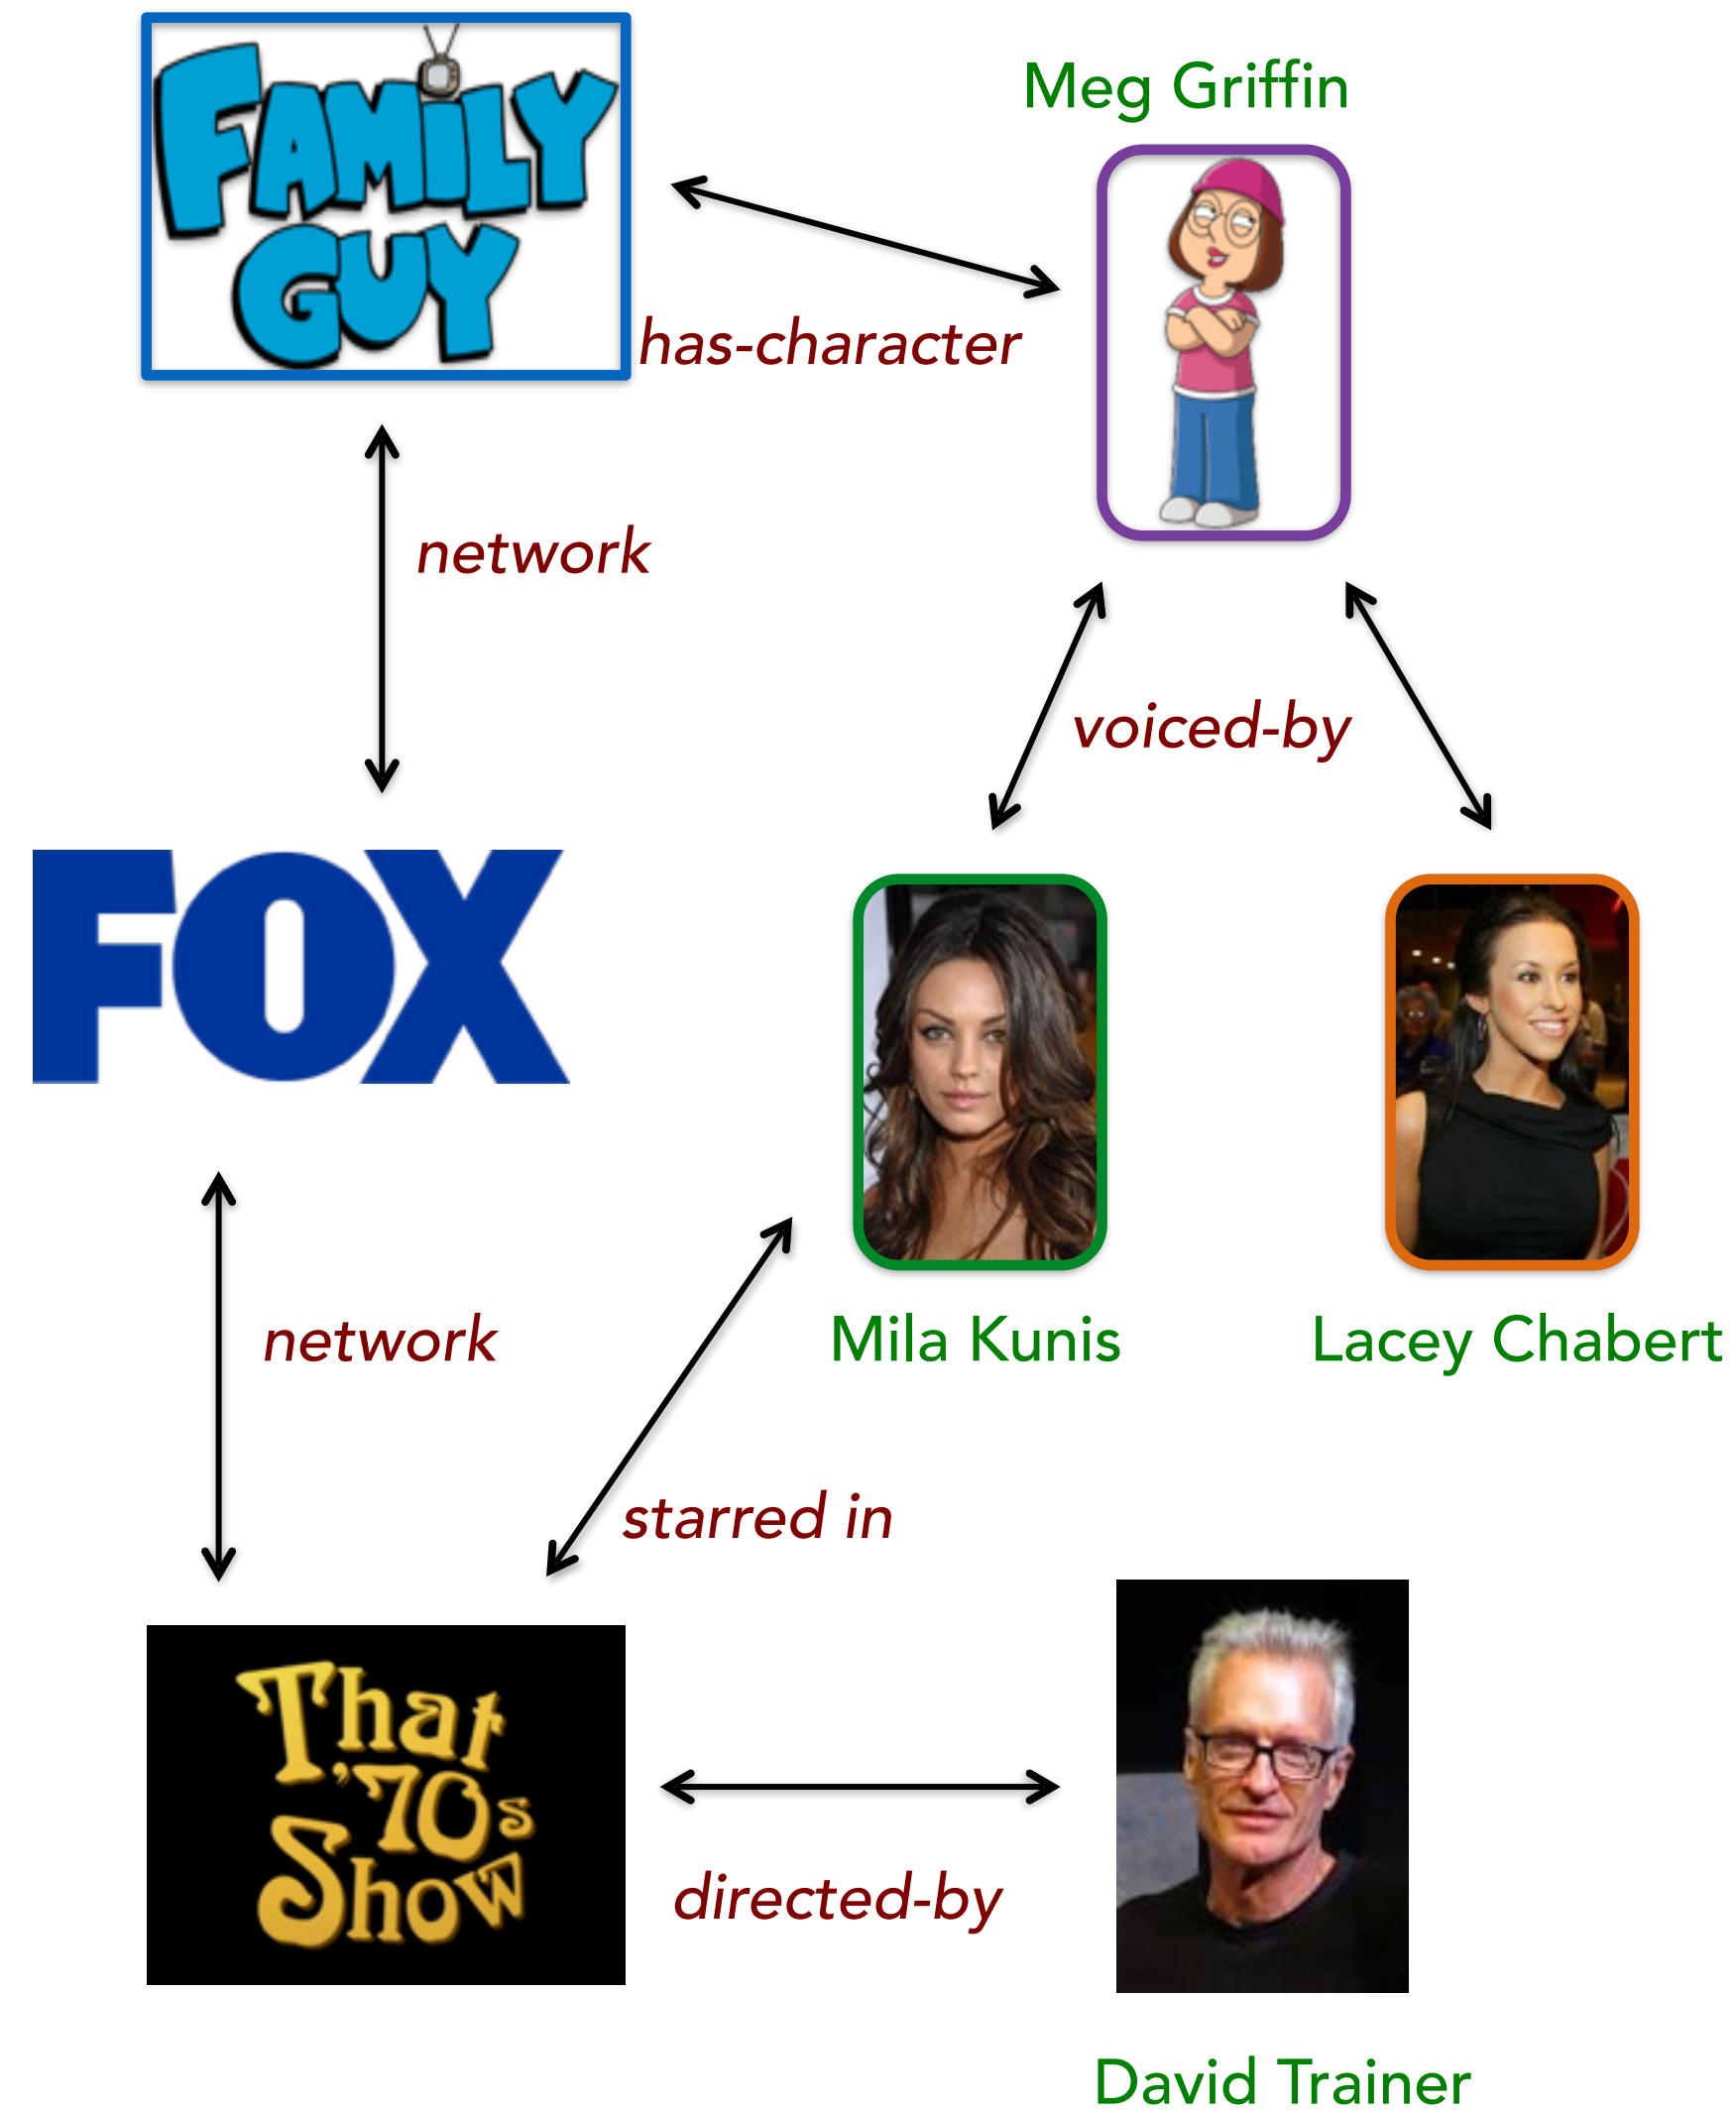 FAMILY
GUY
Meg Griffin
has-character
network
voiced-by
FOX
Mila Kunis
Lacey Chabert
network
starred in
That
'70s
Show
directed-by
David Trainer